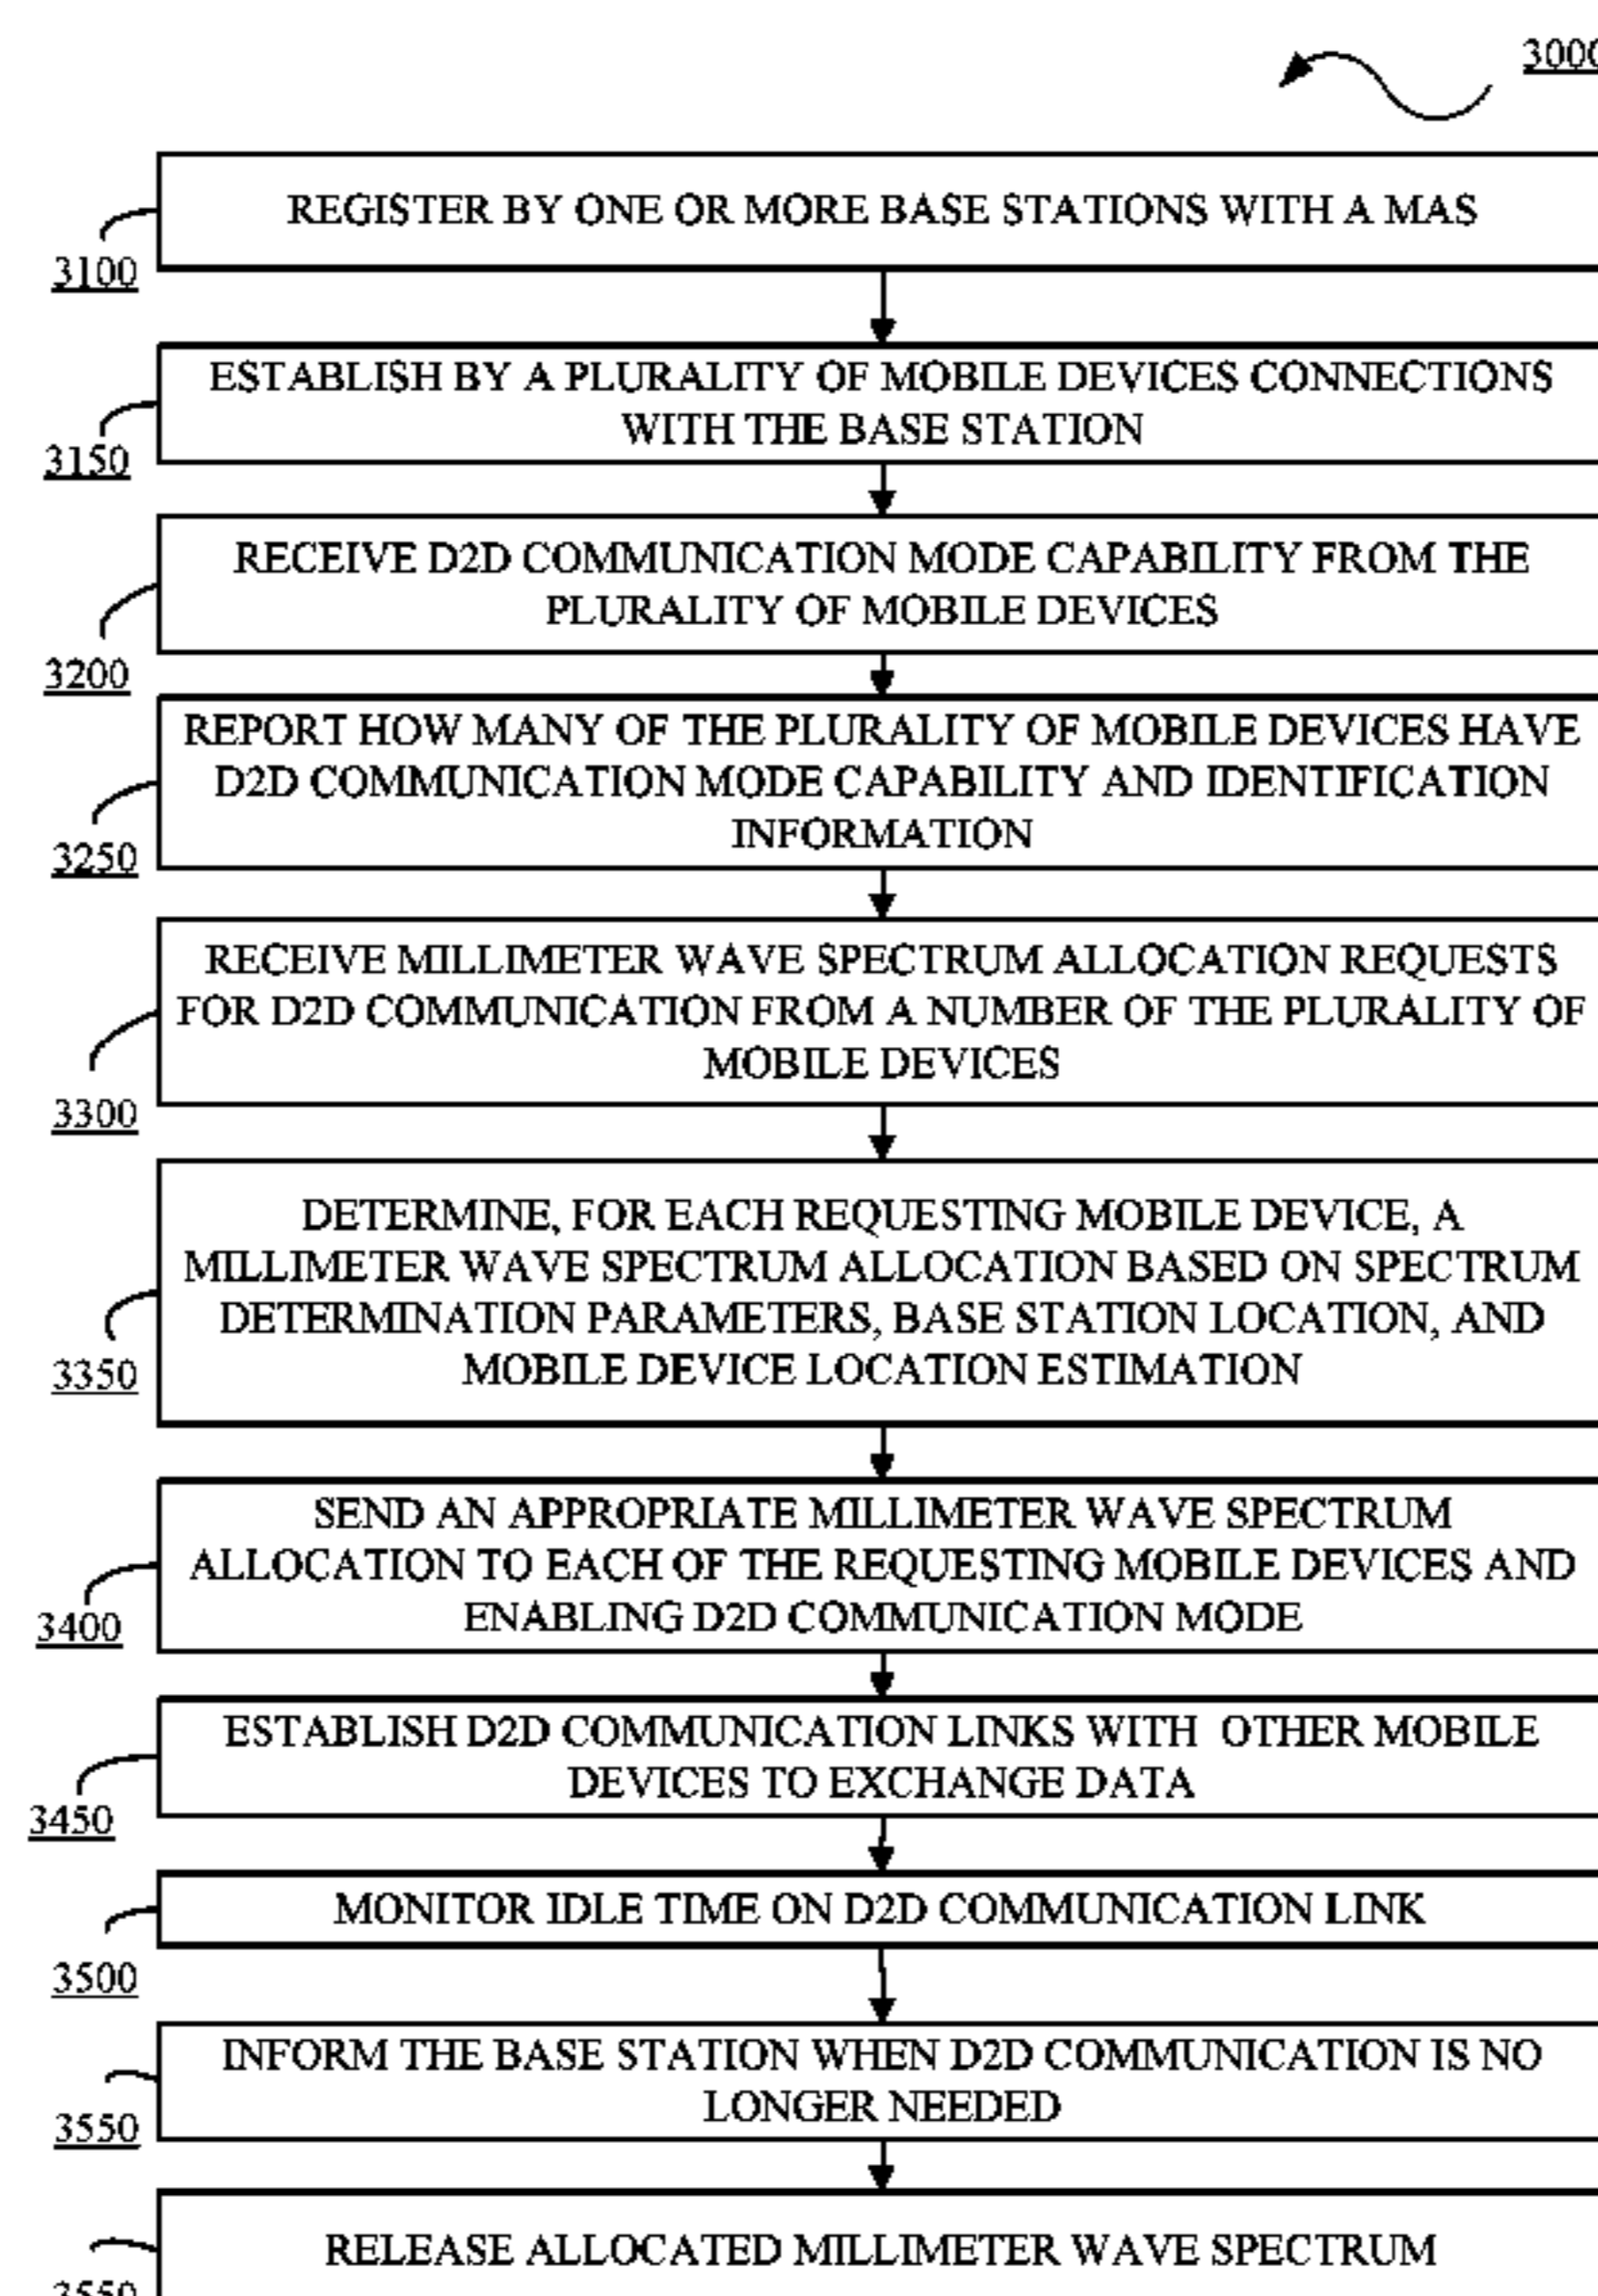 3000
REGISTER BY ONE OR MORE BASE STATIONS WITH A MAS
3100
ESTABLISH BY A PLURALITY OF MOBILE DEVICES CONNECTIONS
WITH THE BASE STATION
3150
RECEIVE D2D COMMUNICATION MODE CAPABILITY FROM THE
PLURALITY OF MOBILE DEVICES
3200
REPORT HOW MANY OF THE PLURALITY OF MOBILE DEVICES HAVE
D2D COMMUNICATION MODE CAPABILITY AND IDENTIFICATION
INFORMATION
3250
RECEIVE MILLIMETER WAVE SPECTRUM ALLOCATION REQUESTS
FOR D2D COMMUNICATION FROM A NUMBER OF THE PLURALITY OF
MOBILE DEVICES
3300
DETERMINE, FOR EACH REQUESTING MOBILE DEVICE, A
MILLIMETER WAVE SPECTRUM ALLOCATION BASED ON SPECTRUM
DETERMINATION PARAMETERS, BASE STATION LOCATION, AND
MOBILE DEVICE LOCATION ESTIMATION
3350
SEND AN APPROPRIATE MILLIMETER WAVE SPECTRUM
ALLOCATION TO EACH OF THE REQUESTING MOBILE DEVICES AND
ENABLING D2D COMMUNICATION MODE
3400
ESTABLISH D2D COMMUNICATION LINKS WITH OTHER MOBILE
DEVICES TO EXCHANGE DATA
3450
MONITOR IDLE TIME ON D2D COMMUNICATION LINK
3500
INFORM THE BASE STATION WHEN D2D COMMUNICATION IS NO
LONGER NEEDED
3550
RELEASE ALLOCATED MILLIMETER WAVE SPECTRUM
3550